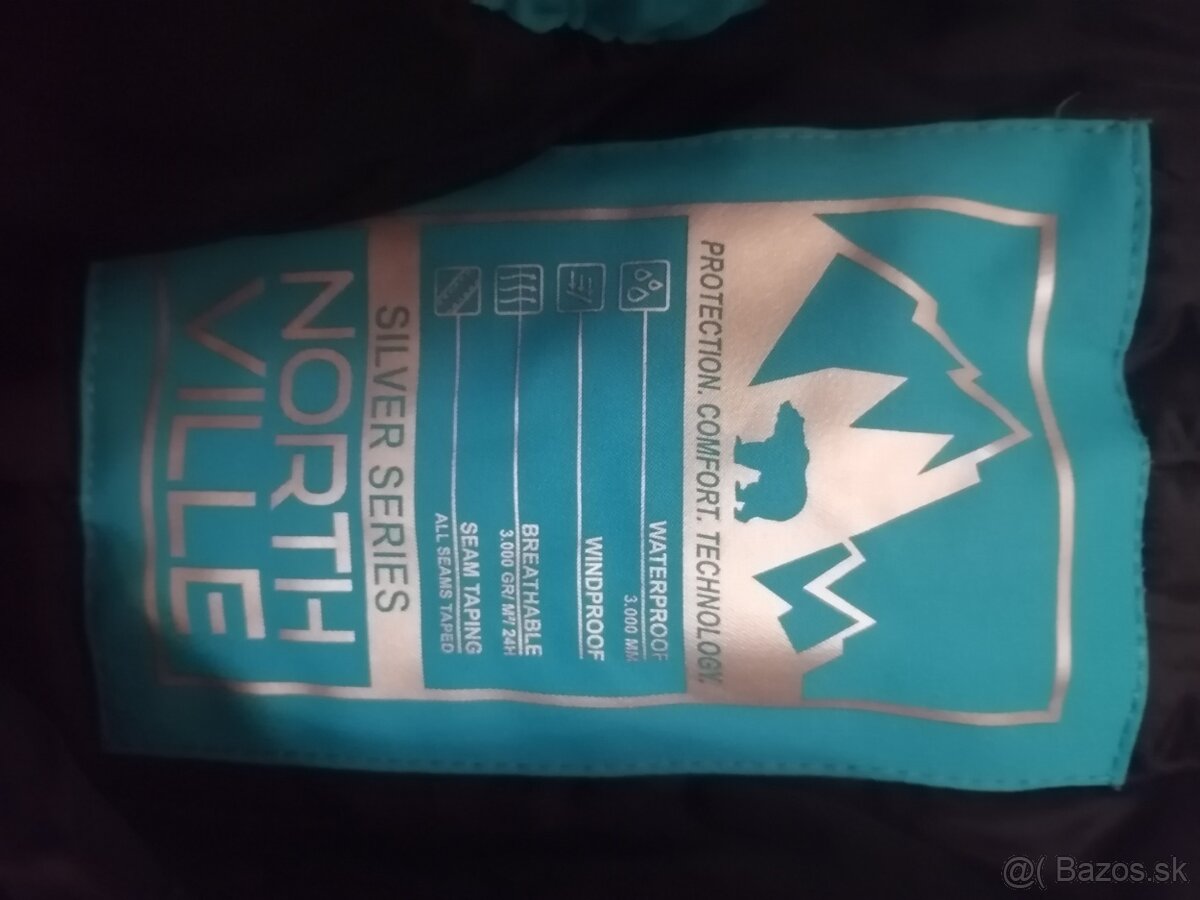 PROTECTION. COMFORT. TECHNOLOGY.
WATERPROOF
3.000 MM
WINDPROOF
BREATHABLE
3.000 GR/ M²/ 24H
SEAM TAPING
ALL SEAMS TAPED
SILVER SERIES
NORTH
VILLE
@( Bazos.sk